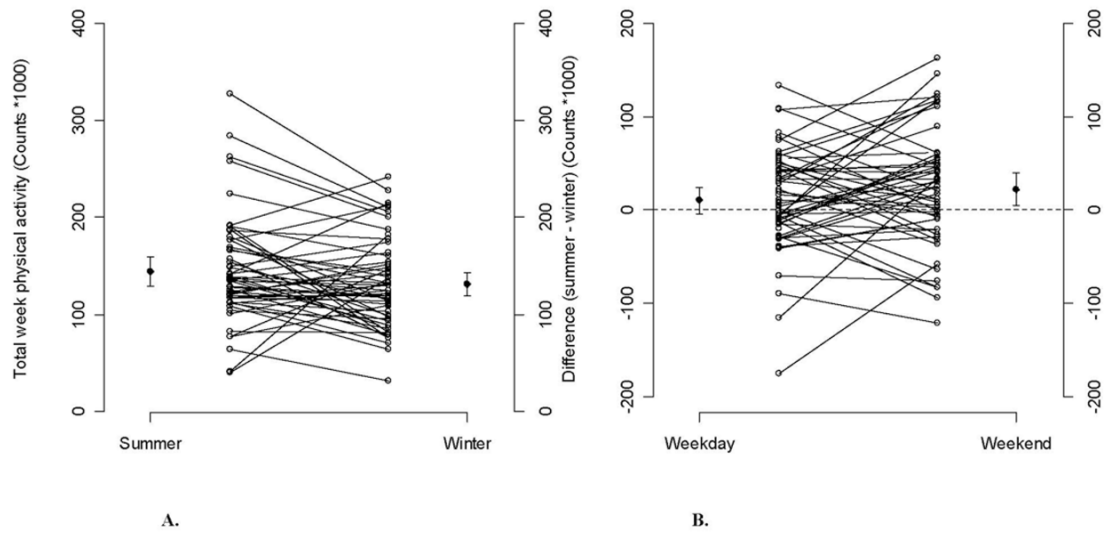 Total week physical activity (Counts *1000)
400
300
200
100
0
400
300
200
100
0
Summer
Winter
A.
Difference (summer - winter) (Counts *1000)
200
100
0
-100
-200
200
100
0
-100
-200
Weekday
Weekend
B.